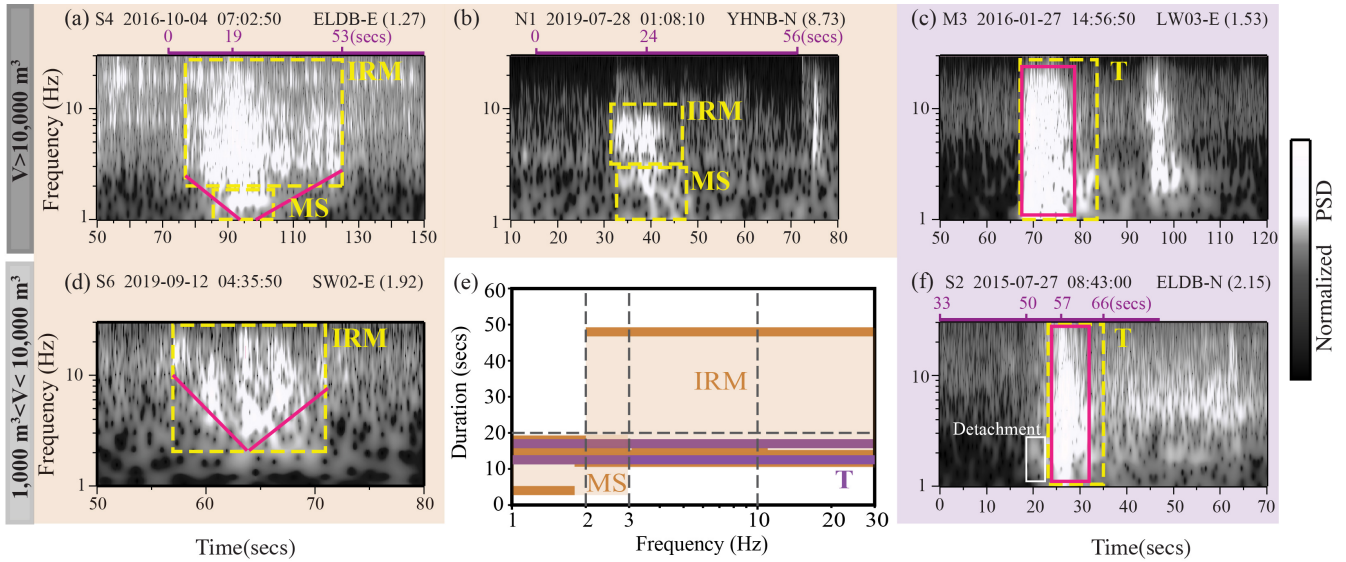 V>10,000 m³
1,000 m³<V< 10,000 m³
(a) S4 2016-10-04 07:02:50 ELDB-E (1.27)
0 19 53(secs)
IRM
MS
Frequency (Hz)
10
1
50 70 90 110 130 150
(b) N1 2019-07-28 01:08:10 YHNB-N (8.73)
0 24 56(secs)
IRM
MS
10
1
10 20 30 40 50 60 70 80
(c) M3 2016-01-27 14:56:50 LW03-E (1.53)
T
10
1
50 60 70 80 90 100 110 120
(d) S6 2019-09-12 04:35:50 SW02-E (1.92)
IRM
Frequency (Hz)
10
1
50 60 70 80
Time(secs)
(e)
Duration (secs)
60
50
40
30
20
10
0
IRM
MS
T
1 2 3 10 30
Frequency (Hz)
(f) S2 2015-07-27 08:43:00 ELDB-N (2.15)
33 50 57 66(secs)
T
Detachment
10
1
0 10 20 30 40 50 60 70
Time(secs)
Normalized PSD